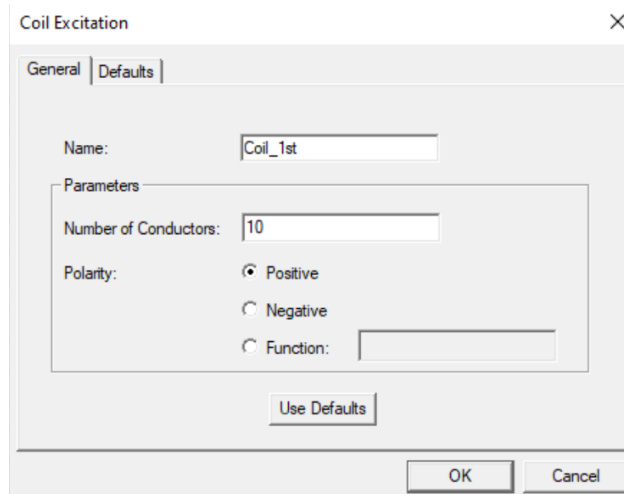 Coil Excitation
General Defaults
Name: Coil_1st
Parameters
Number of Conductors: 10
Polarity: Positive
Negative
Function:
Use Defaults
OK Cancel